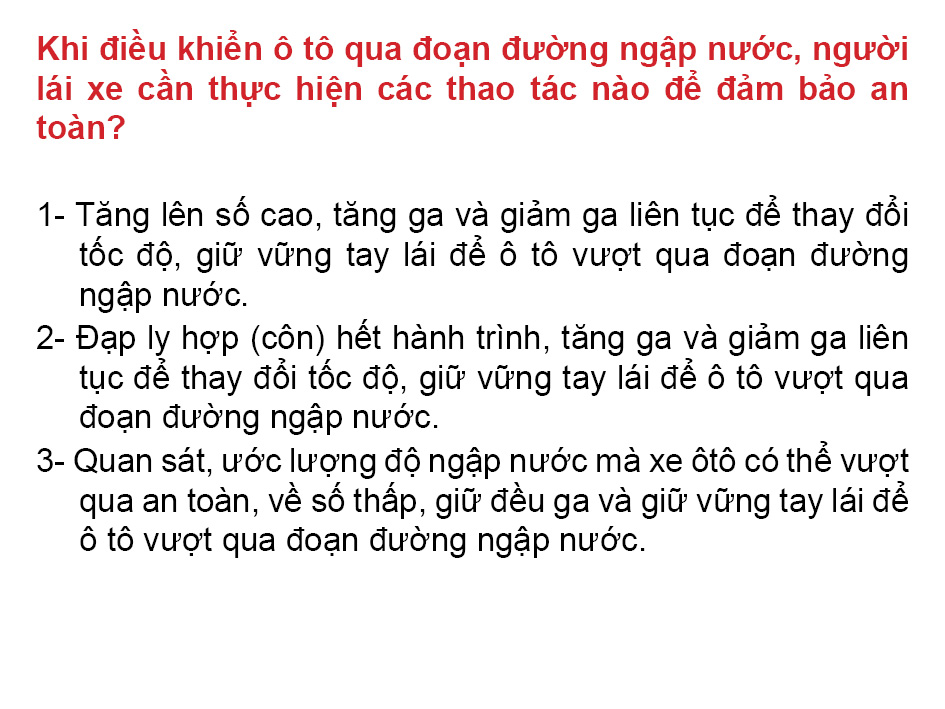 Khi điều khiển ô tô qua đoạn đường ngập nước, người
lái xe cần thực hiện các thao tác nào để đảm bảo an
toàn?
1- Tăng lên số cao, tăng ga và giảm ga liên tục để thay đổi
tốc độ, giữ vững tay lái để ô tô vượt qua đoạn đường
ngập nước.
2- Đạp ly hợp (côn) hết hành trình, tăng ga và giảm ga liên
tục để thay đổi tốc độ, giữ vững tay lái để ô tô vượt qua
đoạn đường ngập nước.
3- Quan sát, ước lượng độ ngập nước mà xe ôtô có thể vượt
qua an toàn, về số thấp, giữ đều ga và giữ vững tay lái để
ô tô vượt qua đoạn đường ngập nước.